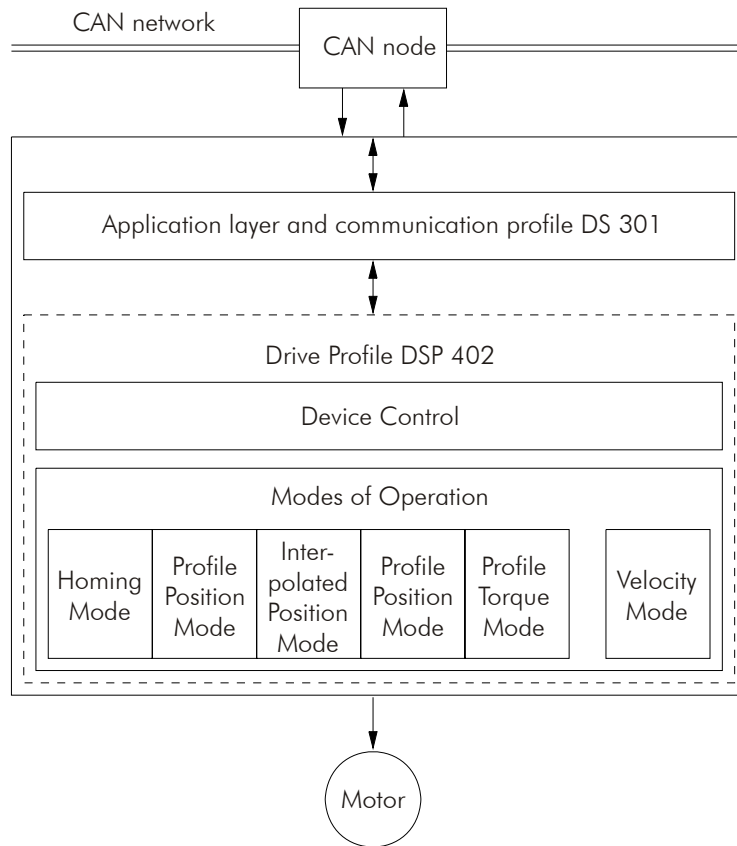 CAN network
CAN node
Application layer and communication profile DS 301
Drive Profile DSP 402
Device Control
Modes of Operation
Homing
Mode
Profile
Position
Mode
Inter-
polated
Position
Mode
Profile
Position
Mode
Profile
Torque
Mode
Velocity
Mode
Motor